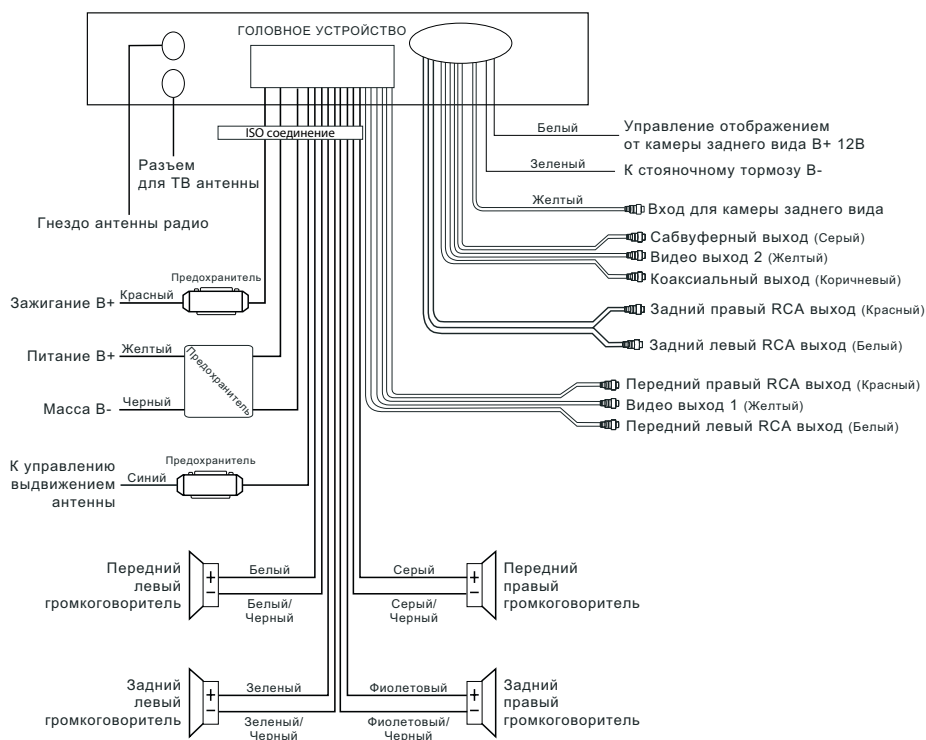 ГОЛОВНОЕ УСТРОЙСТВО
ISO соединение
Разъем
для ТВ антенны
Гнездо антенны радио
Белый
Управление отображением
от камеры заднего вида B+ 12В
Зеленый
К стояночному тормозу B-
Желтый
Вход для камеры заднего вида
Сабвуферный выход (Серый)
Видео выход 2 (Желтый)
Коаксиальный выход (Коричневый)
Задний правый RCA выход (Красный)
Задний левый RCA выход (Белый)
Передний правый RCA выход (Красный)
Видео выход 1 (Желтый)
Передний левый RCA выход (Белый)
Предохранитель
Зажигание B+
Красный
Питание B+
Желтый
Предохранитель
Масса B-
Черный
К управлению
выдвижением
антенны
Синий
Предохранитель
Передний
левый
громкоговоритель
+
–
Белый
Белый/
Черный
Серый
Серый/
Черный
+
–
Передний
правый
громкоговоритель
Задний
левый
громкоговоритель
+
–
Зеленый
Зеленый/
Черный
Фиолетовый
Фиолетовый/
Черный
+
–
Задний
правый
громкоговоритель